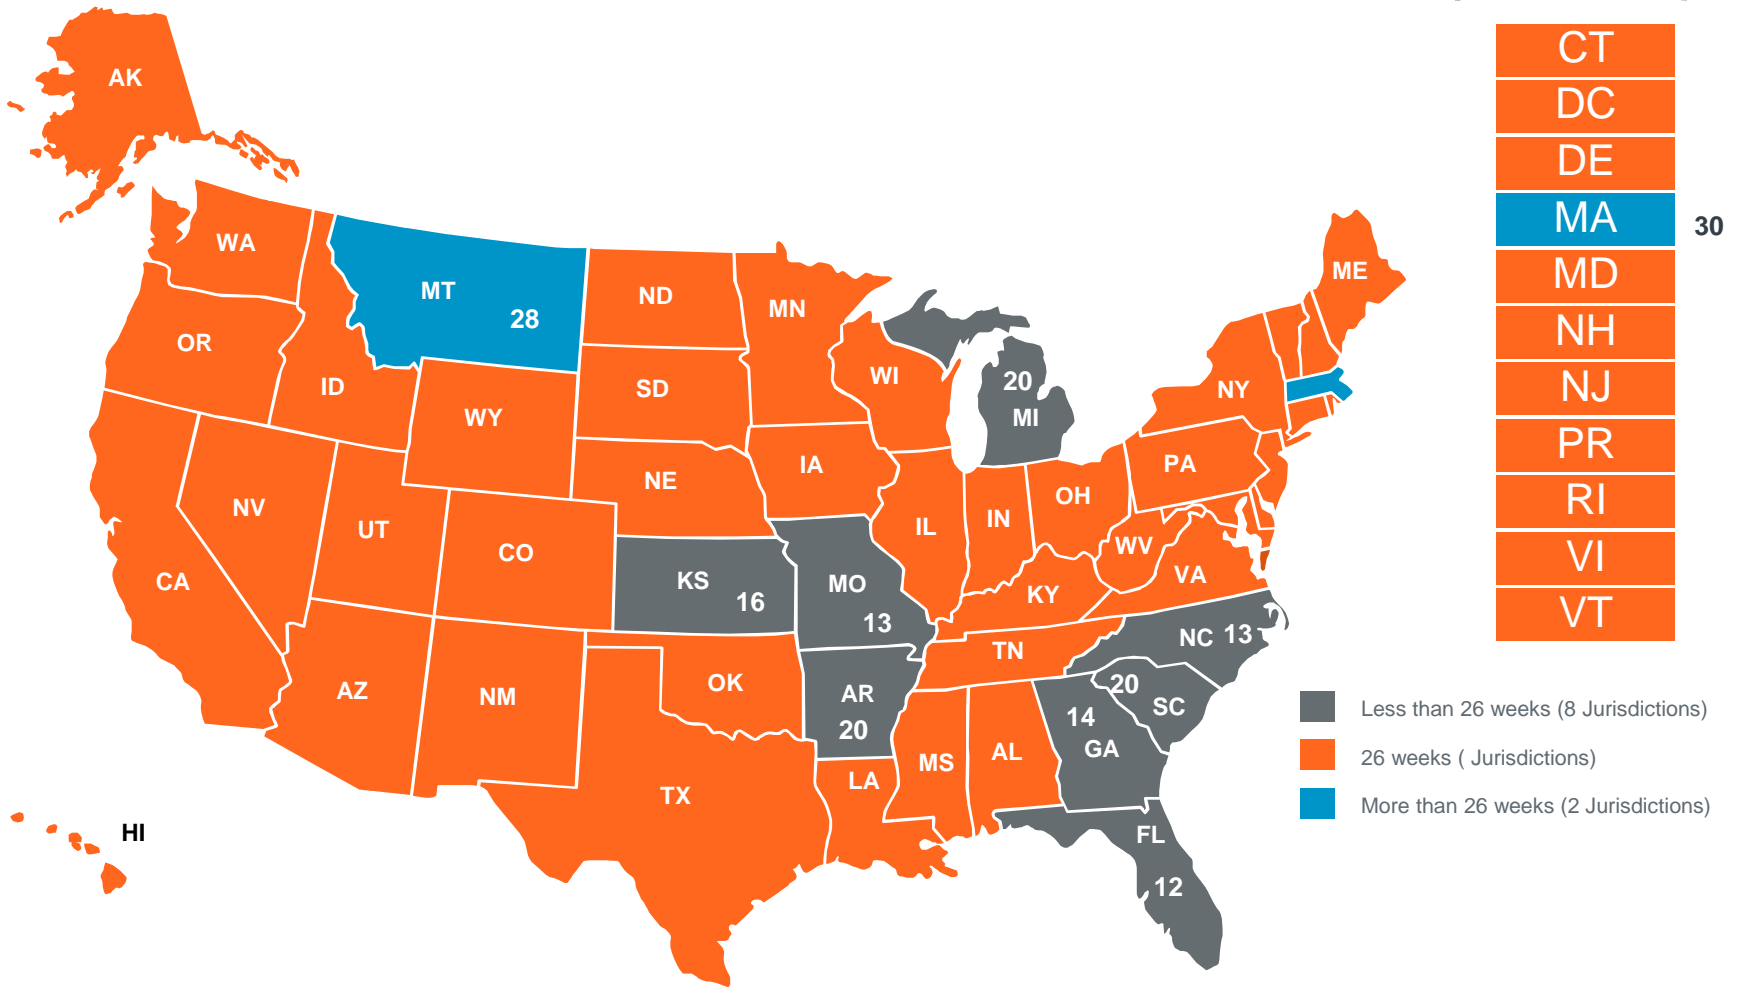 CT
AK
DC
DE
MA 30
WA
ME
MD
MT
28
ND
MN
NH
OR
WI
20
NJ
ID
SD
NY
WY
MI
PR
IA
PA
NE
OH
RI
NV
IN
UT
IL
CO
WV
VI
CA
KS
16
MO
VA
KY
VT
13
NC 13
TN
AZ
NM
OK
AR
20
20
SC
14
20
GA
MS
AL
LA
TX
HI
FL
12
Less than 26 weeks (8 Jurisdictions)
26 weeks ( Jurisdictions)
More than 26 weeks (2 Jurisdictions)